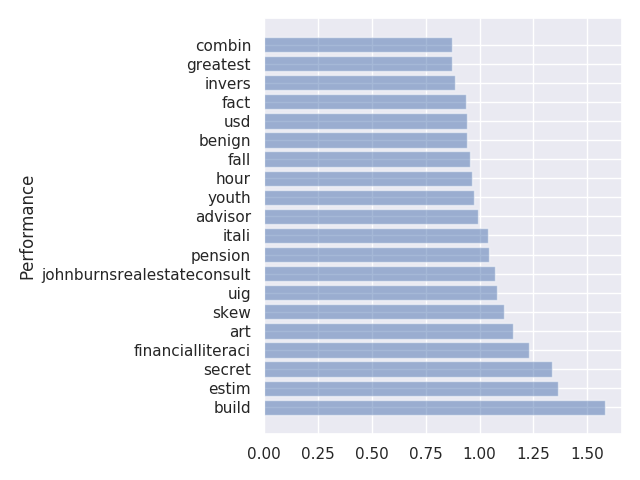 Performance
combin
greatest
invers
fact
usd
benign
fall
hour
youth
advisor
itali
pension
johnburnsrealestateconsult
uig
skew
art
financialliteraci
secret
estim
build
0.00 0.25 0.50 0.75 1.00 1.25 1.50